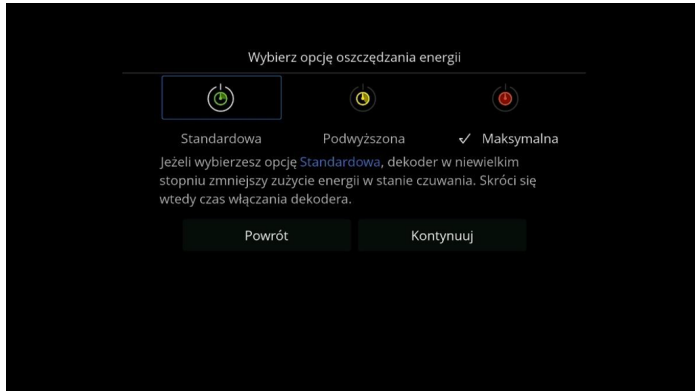 Wybierz opcję oszczędzania energii
Standardowa Podwyższona ✓ Maksymalna
Jeżeli wybierzesz opcję Standardowa, dekoder w niewielkim
stopniu zmniejszy zużycie energii w stanie czuwania. Skróci się
wtedy czas włączania dekodera.
Powrót Kontynuuj